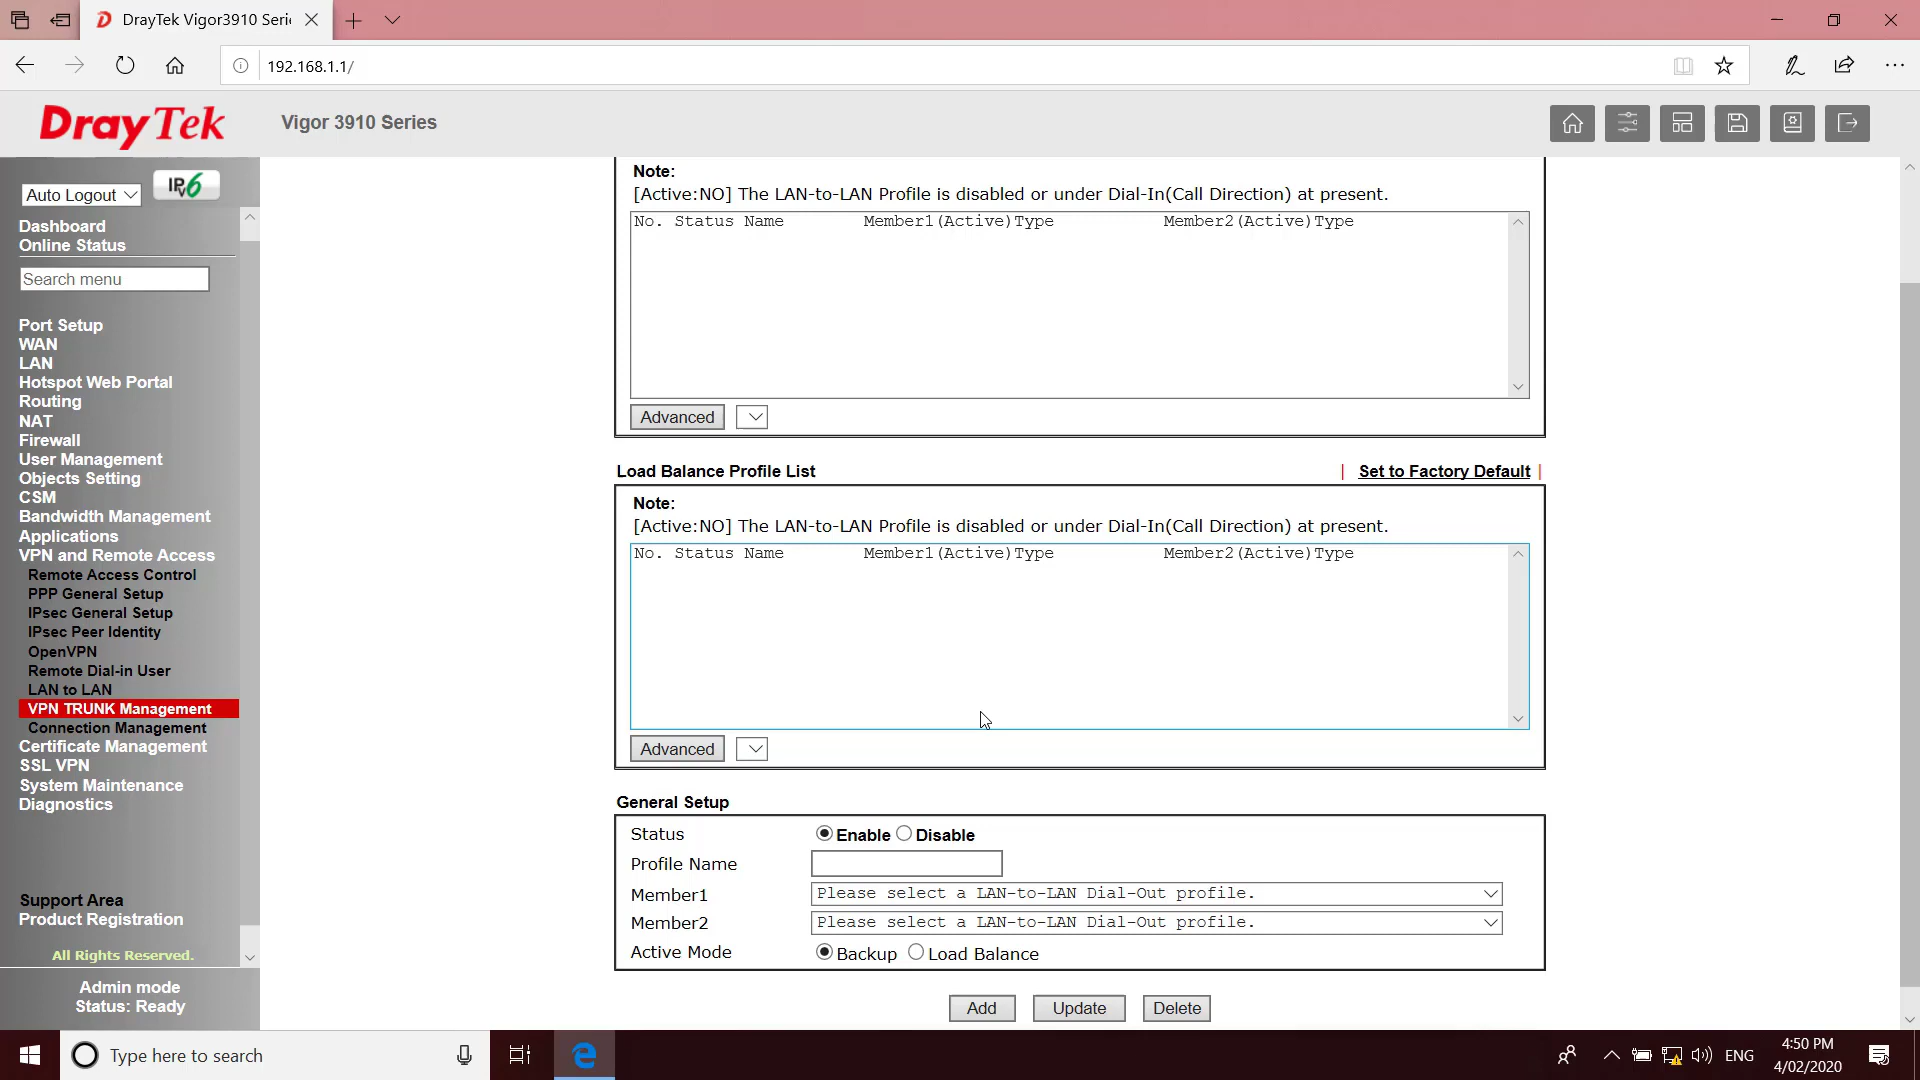 DrayTek Vigor3910 Serie
192.168.1.1/
DrayTek
Vigor 3910 Series
Auto Logout
IPv6
Dashboard
Online Status
Search menu
Port Setup
WAN
LAN
Hotspot Web Portal
Routing
NAT
Firewall
User Management
Objects Setting
CSM
Bandwidth Management
Applications
VPN and Remote Access
Remote Access Control
PPP General Setup
IPsec General Setup
IPsec Peer Identity
OpenVPN
Remote Dial-in User
LAN to LAN
VPN TRUNK Management
Connection Management
Certificate Management
SSL VPN
System Maintenance
Diagnostics
Support Area
Product Registration
All Rights Reserved.
Admin mode
Status: Ready
Note:
[Active:NO] The LAN-to-LAN Profile is disabled or under Dial-In(Call Direction) at present.
No. Status Name Member1(Active)Type Member2(Active)Type
Advanced
Load Balance Profile List | Set to Factory Default |
Note:
[Active:NO] The LAN-to-LAN Profile is disabled or under Dial-In(Call Direction) at present.
No. Status Name Member1(Active)Type Member2(Active)Type
Advanced
General Setup
Status Enable Disable
Profile Name
Member1 Please select a LAN-to-LAN Dial-Out profile.
Member2 Please select a LAN-to-LAN Dial-Out profile.
Active Mode Backup Load Balance
Add Update Delete
Type here to search
ENG
4:50 PM
4/02/2020